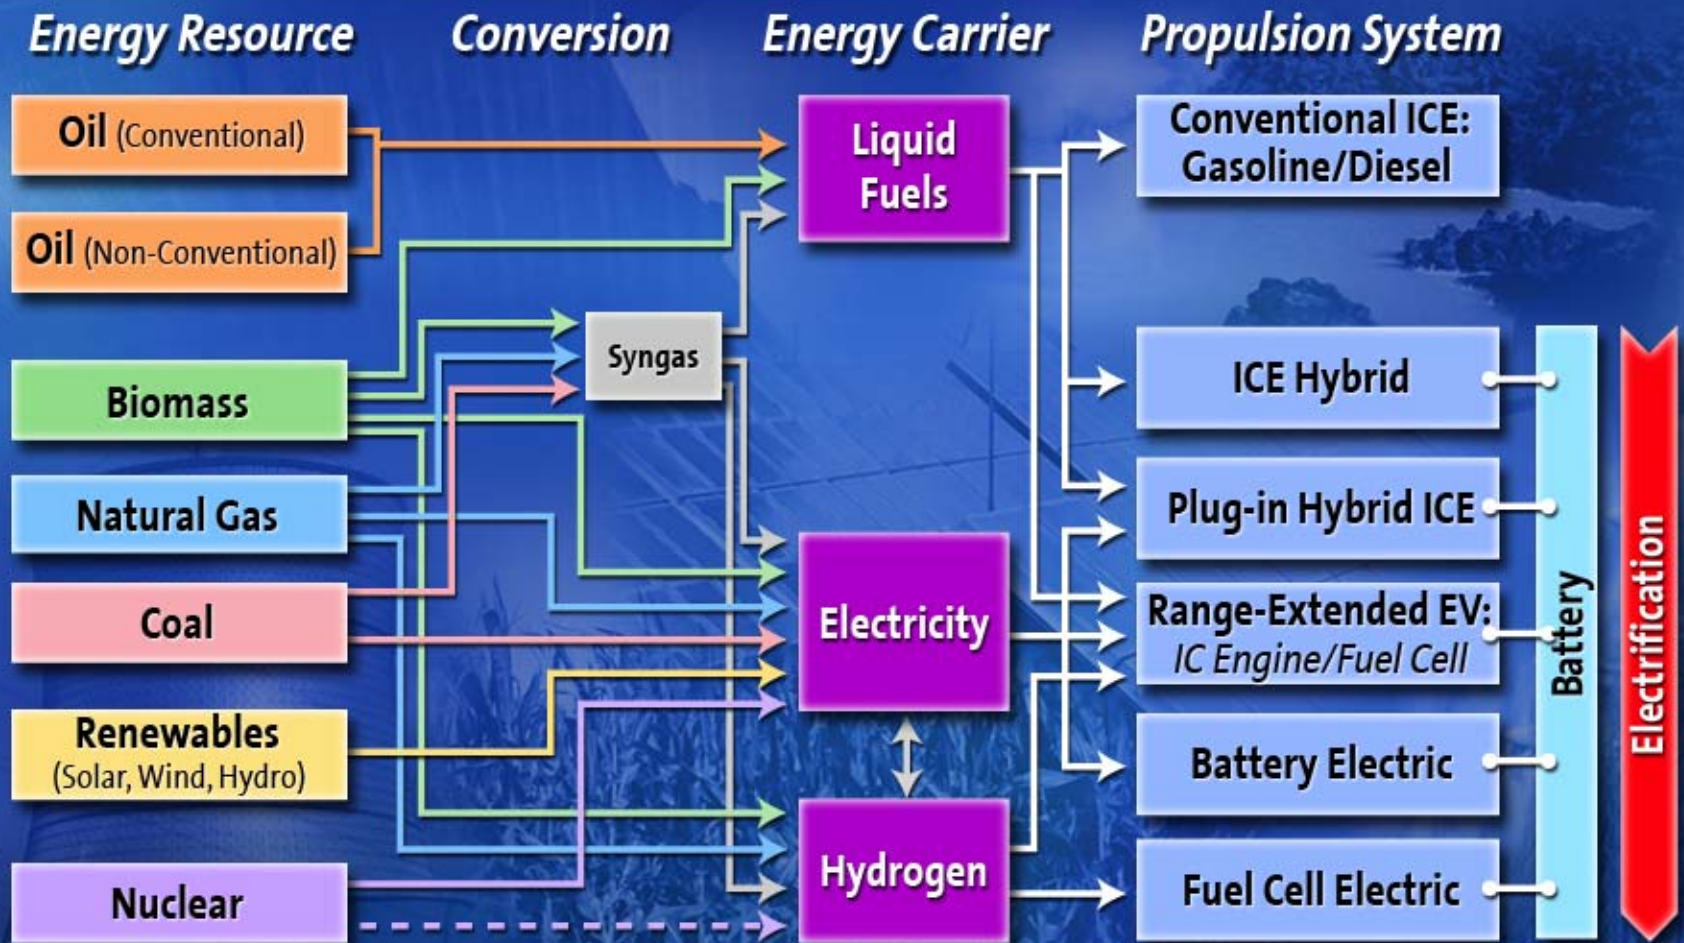 Energy Resource
Conversion
Energy Carrier
Propulsion System
Oil (Conventional)
Oil (Non-Conventional)
Biomass
Natural Gas
Coal
Renewables
(Solar, Wind, Hydro)
Nuclear
Syngas
Liquid
Fuels
Electricity
Hydrogen
Conventional ICE:
Gasoline/Diesel
ICE Hybrid
Plug-in Hybrid ICE
Range-Extended EV:
IC Engine/Fuel Cell
Battery Electric
Fuel Cell Electric
Battery
Electrification